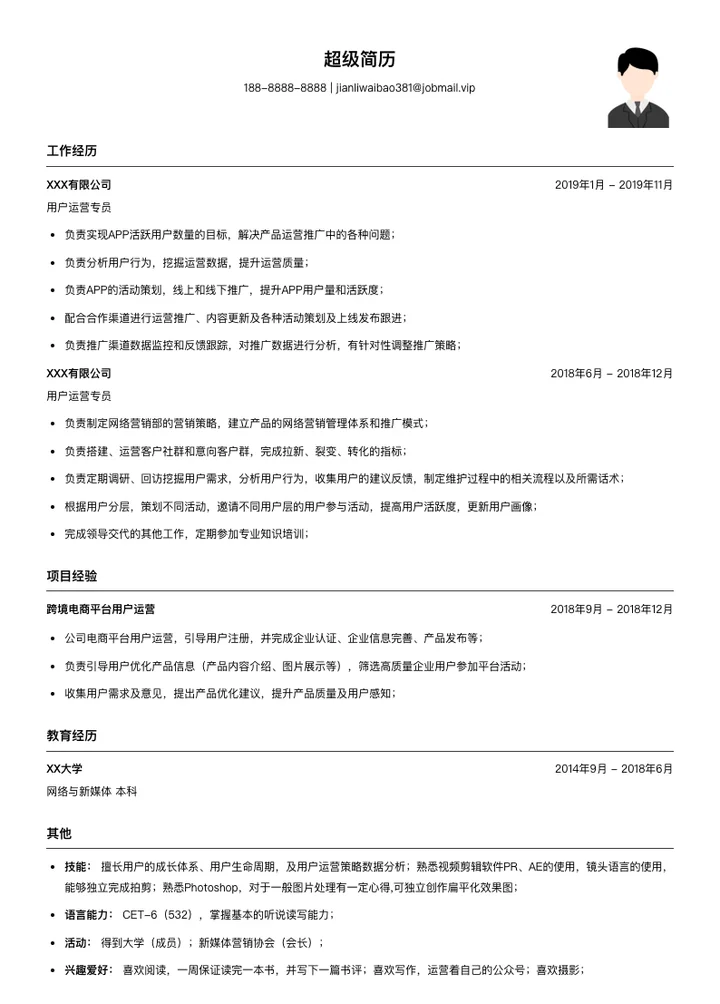 超级简历
188-8888-8888 | jianliwaibao381@jobmail.vip
工作经历
XXX有限公司 2019年1月 - 2019年11月
用户运营专员
• 负责实现APP活跃用户数量的目标，解决产品运营推广中的各种问题；
• 负责分析用户行为，挖掘运营数据，提升运营质量；
• 负责APP的活动策划，线上和线下推广，提升APP用户量和活跃度；
• 配合合作渠道进行运营推广、内容更新及各种活动策划及上线发布跟进；
• 负责推广渠道数据监控和反馈跟踪，对推广数据进行分析，有针对性调整推广策略；
XXX有限公司 2018年6月 - 2018年12月
用户运营专员
• 负责制定网络营销部的营销策略，建立产品的网络营销管理体系和推广模式；
• 负责搭建、运营客户社群和意向客户群，完成拉新、裂变、转化的指标；
• 负责定期调研、回访挖掘用户需求，分析用户行为，收集用户的建议反馈，制定维护过程中的相关流程以及所需话术；
• 根据用户分层，策划不同活动，邀请不同用户层的用户参与活动，提高用户活跃度，更新用户画像；
• 完成领导交代的其他工作，定期参加专业知识培训；
项目经验
跨境电商平台用户运营 2018年9月 - 2018年12月
• 公司电商平台用户运营，引导用户注册，并完成企业认证、企业信息完善、产品发布等；
• 负责引导用户优化产品信息（产品内容介绍、图片展示等），筛选高质量企业用户参加平台活动；
• 收集用户需求及意见，提出产品优化建议，提升产品质量及用户感知；
教育经历
XX大学 2014年9月 - 2018年6月
网络与新媒体 本科
其他
• 技能： 擅长用户的成长体系、用户生命周期，及用户运营策略数据分析；熟悉视频剪辑软件PR、AE的使用，镜头语言的使用，
能够独立完成拍剪；熟悉Photoshop，对于一般图片处理有一定心得,可独立创作扁平化效果图；
• 语言能力： CET-6（532），掌握基本的听说读写能力；
• 活动： 得到大学（成员）；新媒体营销协会（会长）；
• 兴趣爱好： 喜欢阅读，一周保证读完一本书，并写下一篇书评；喜欢写作，运营着自己的公众号；喜欢摄影；